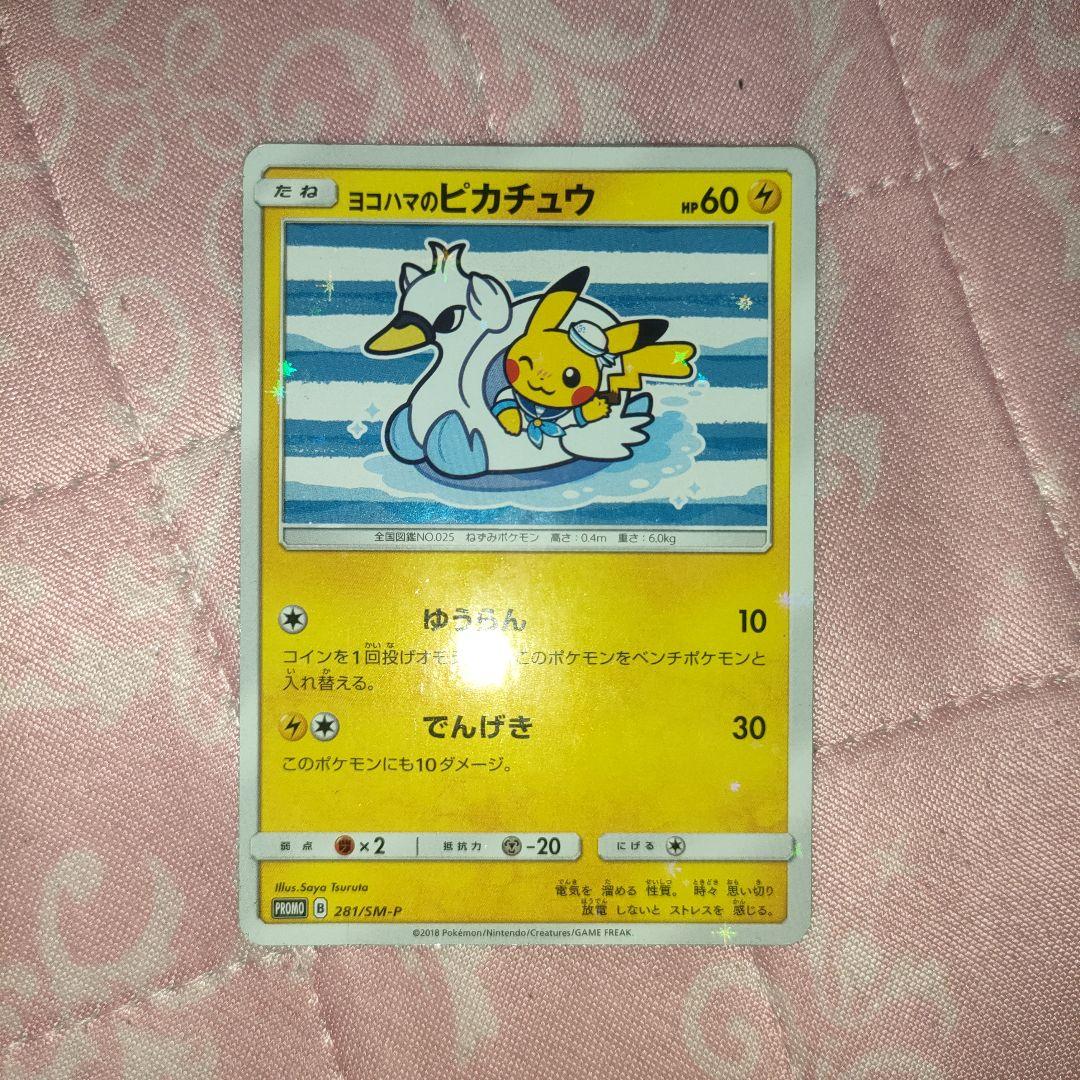 たね ヨコハマのピカチュウ HP60
全国図鑑NO.025 ねずみポケモン 高さ:0.4m 重さ:6.0kg
ゆうらん 10
コインを1回投げオモ このポケモンをベンチポケモンと
入れ替える。
でんげき 30
このポケモンにも10ダメージ。
弱点 ×2 抵抗力 -20 にげる
Illus.Saya Tsuruta
電気を 溜める 性質。 時々 思い切り
放電 しないと ストレスを 感じる。
PROMO B 281/SM-P
©2018 Pokémon/Nintendo/Creatures/GAME FREAK.